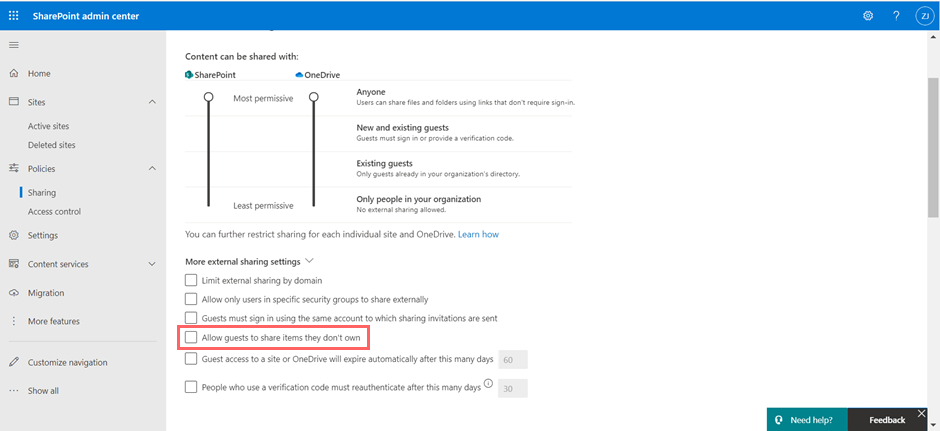 SharePoint admin center
?
ZJ
Home
Sites
Active sites
Deleted sites
Policies
Sharing
Access control
Settings
Content services
Migration
More features
Customize navigation
Show all
Content can be shared with:
SharePoint
OneDrive
Most permissive
Anyone
Users can share files and folders using links that don't require sign-in.
New and existing guests
Guests must sign in or provide a verification code.
Existing guests
Only guests already in your organization's directory.
Least permissive
Only people in your organization
No external sharing allowed.
You can further restrict sharing for each individual site and OneDrive. Learn how
More external sharing settings
Limit external sharing by domain
Allow only users in specific security groups to share externally
Guests must sign in using the same account to which sharing invitations are sent
Allow guests to share items they don't own
Guest access to a site or OneDrive will expire automatically after this many days 60
People who use a verification code must reauthenticate after this many days 30
Need help?
Feedback